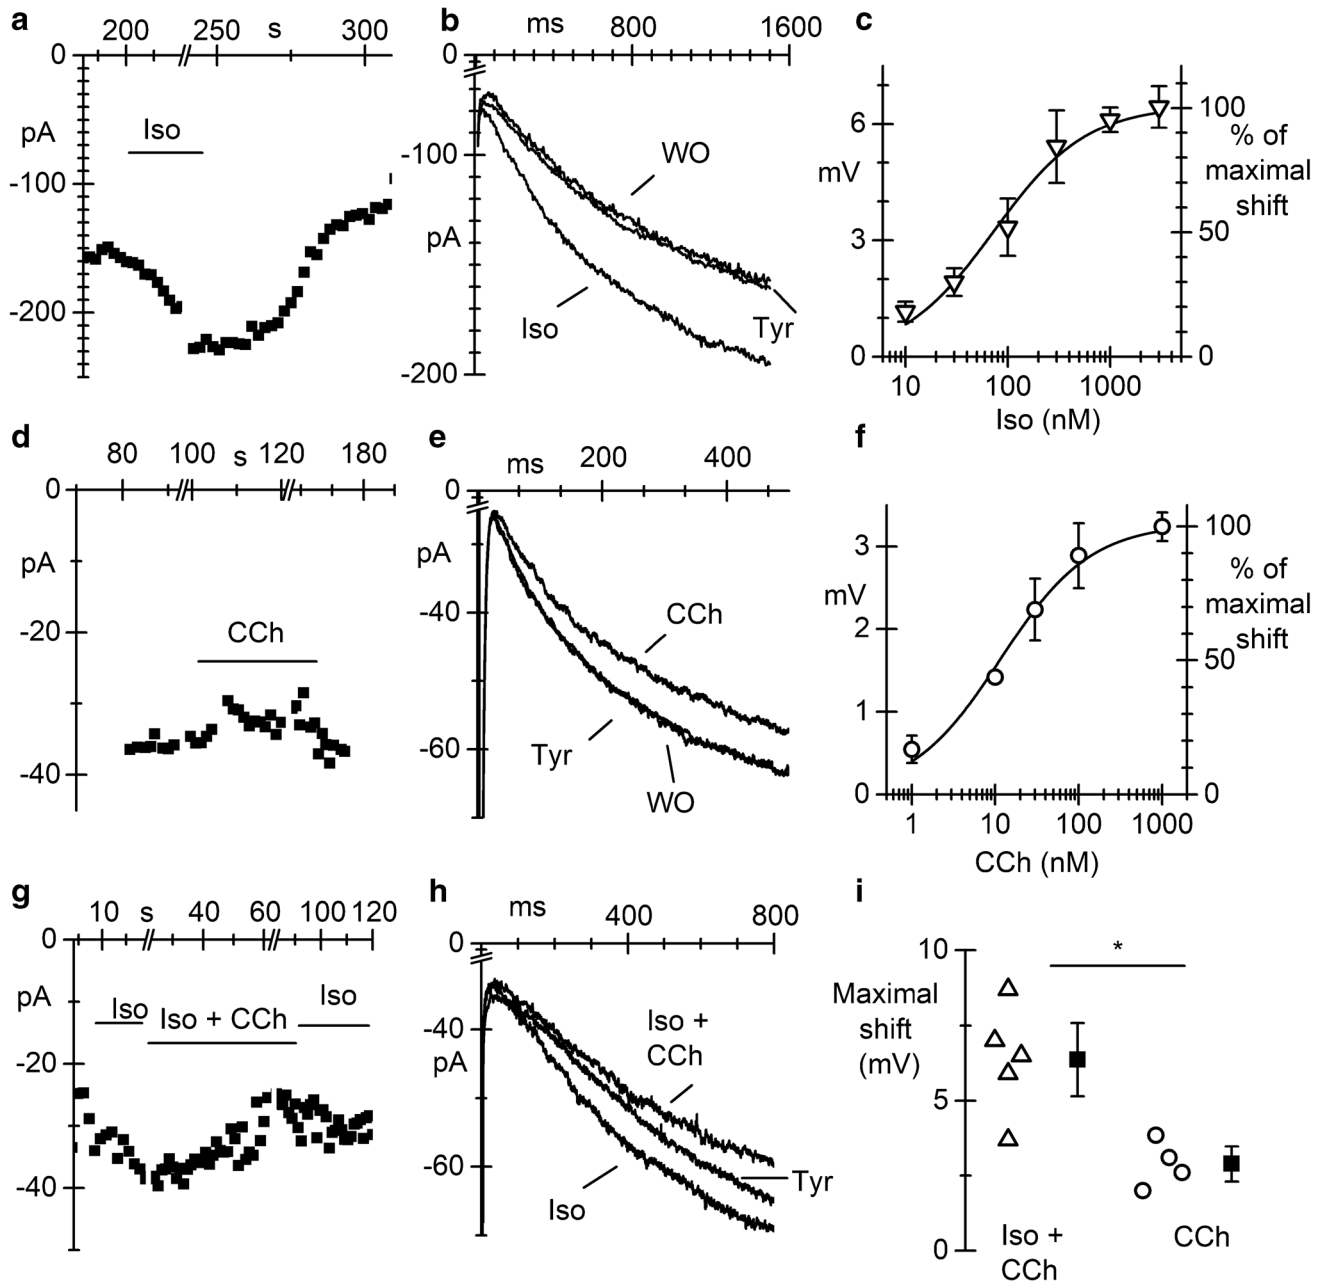 a
200 250 s 300
0
pA
Iso
-100
-200
b
ms 800 1600
0
-100
pA
-200
WO
Iso
Tyr
c
6
mV
3
0
100
% of
maximal
shift
50
0
10 100 1000
Iso (nM)
d
80 100 s 120 180
0
pA
-20
CCh
-40
e
ms 200 400
0
pA
-40
-60
CCh
Tyr
WO
f
3
mV
2
1
0
100
% of
maximal
shift
50
0
1 10 100 1000
CCh (nM)
g
10 s 40 60 100 120
0
pA
Iso Iso + CCh Iso
-20
-40
h
ms 400 800
0
-40
pA
-60
Iso +
CCh
Tyr
Iso
i
10
Maximal
shift
(mV)
5
0
*
Iso +
CCh
CCh